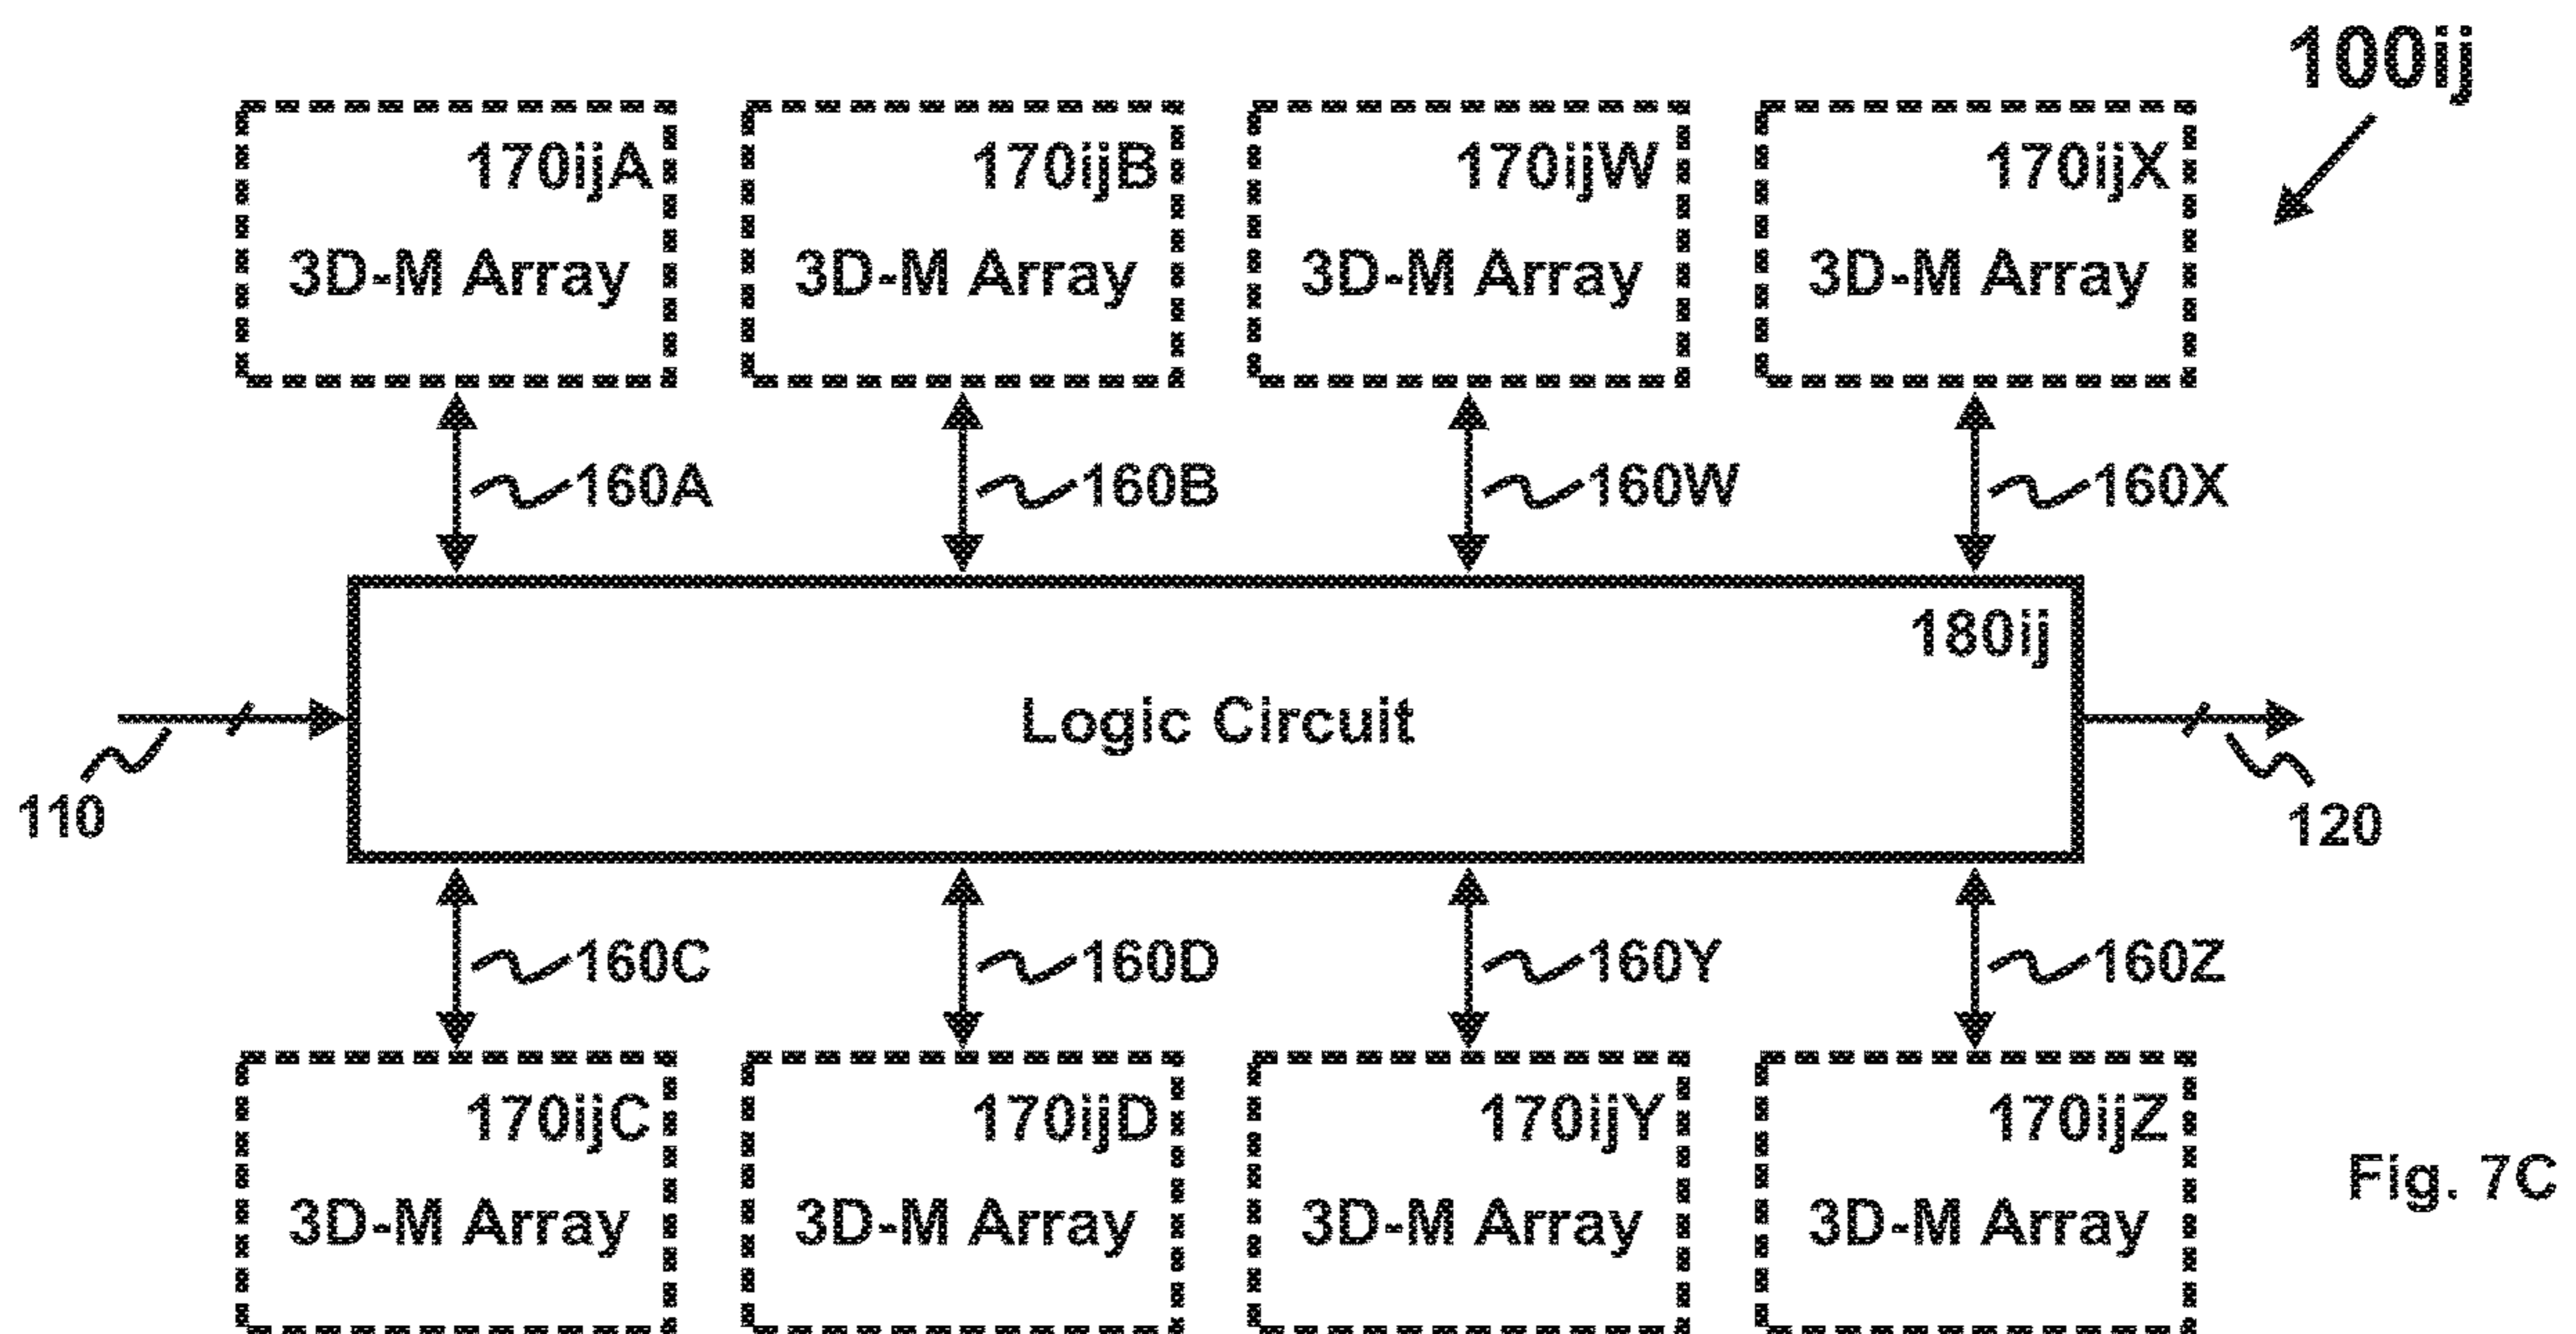 100ij
170ijA 170ijB 170ijW 170ijX
3D-M Array 3D-M Array 3D-M Array 3D-M Array
160A 160B 160W 160X
180ij
Logic Circuit
110 120
160C 160D 160Y 160Z
170ijC 170ijD 170ijY 170ijZ
3D-M Array 3D-M Array 3D-M Array 3D-M Array
Fig. 7C